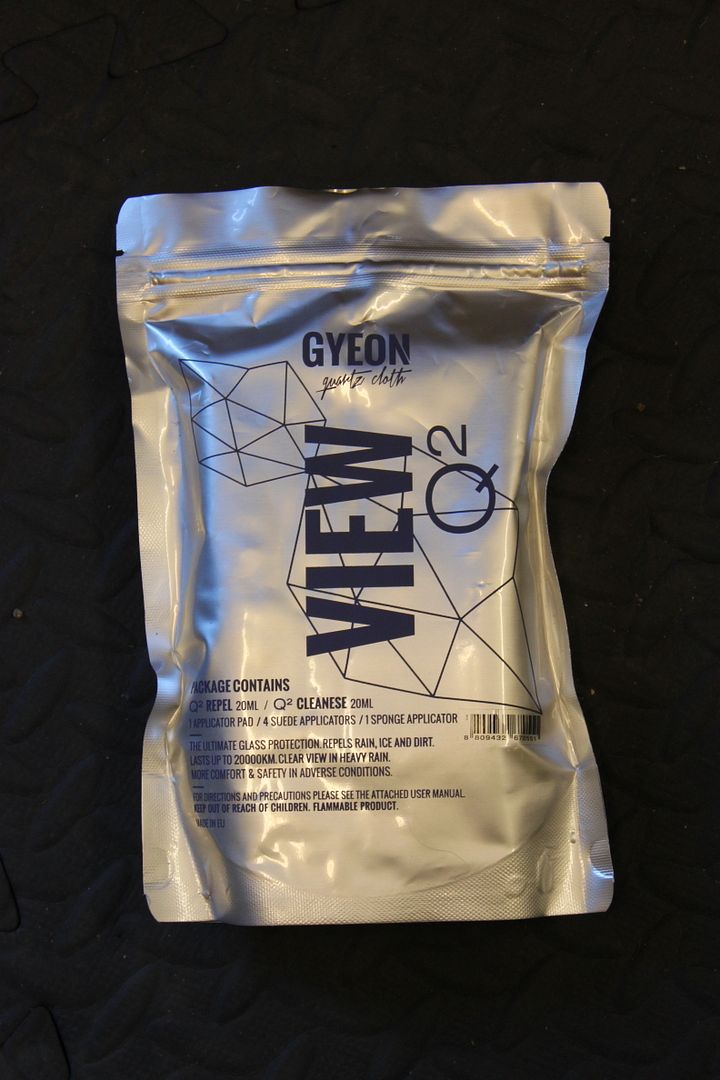 GYEON
quartz cloth
VIEW
Q²
PACKAGE CONTAINS
Q² REPEL 20ML / Q² CLEANESE 20ML
1 APPLICATOR PAD / 4 SUEDE APPLICATORS / 1 SPONGE APPLICATOR
THE ULTIMATE GLASS PROTECTION. REPELS RAIN, ICE AND DIRT.
LASTS UP TO 20000KM. CLEAR VIEW IN HEAVY RAIN.
MORE COMFORT & SAFETY IN ADVERSE CONDITIONS.
FOR DIRECTIONS AND PRECAUTIONS PLEASE SEE THE ATTACHED USER MANUAL.
KEEP OUT OF REACH OF CHILDREN. FLAMMABLE PRODUCT.
MADE IN EU
8 809432